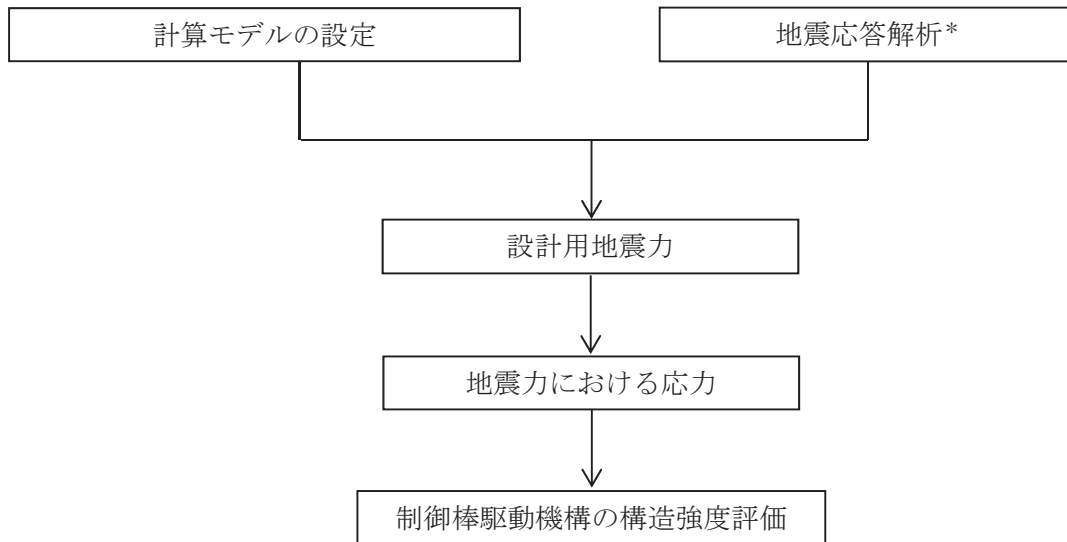 計算モデルの設定
地震応答解析*
設計用地震力
地震力における応力
制御棒駆動機構の構造強度評価